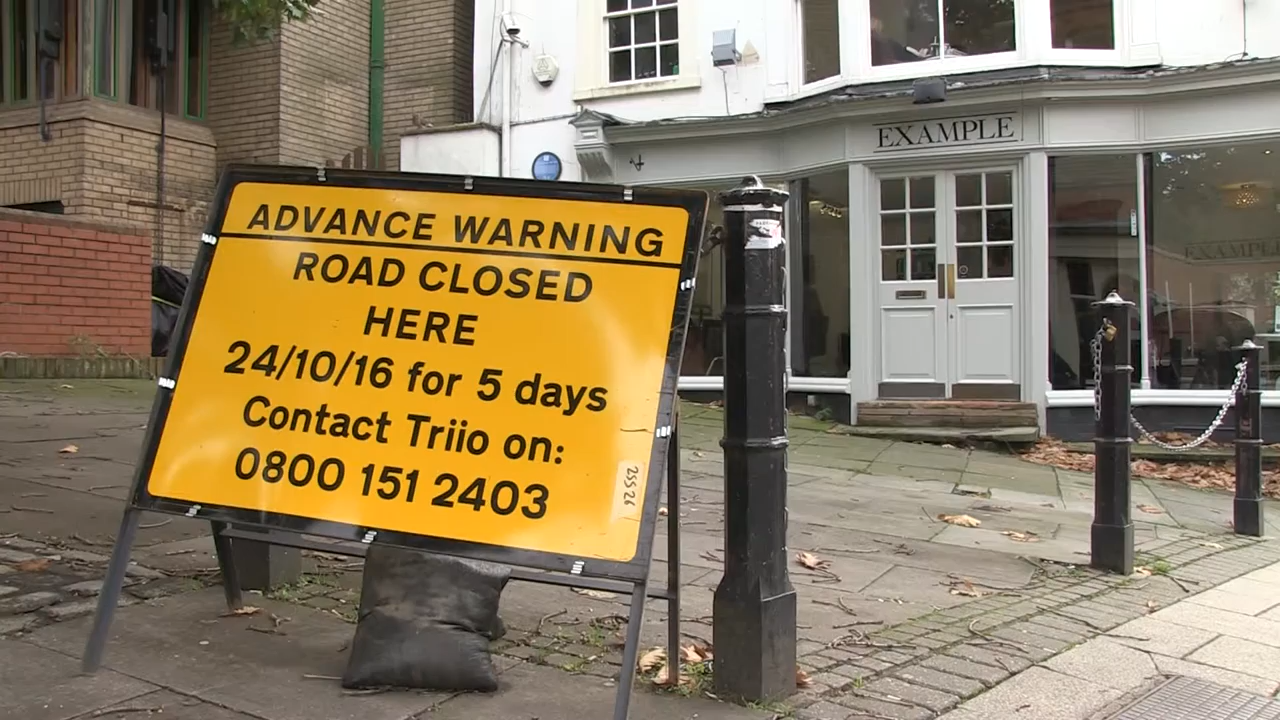 EXAMPLE
ADVANCE WARNING
ROAD CLOSED
HERE
24/10/16 for 5 days
Contact Triio on:
0800 151 2403
25526
EXAMPLE